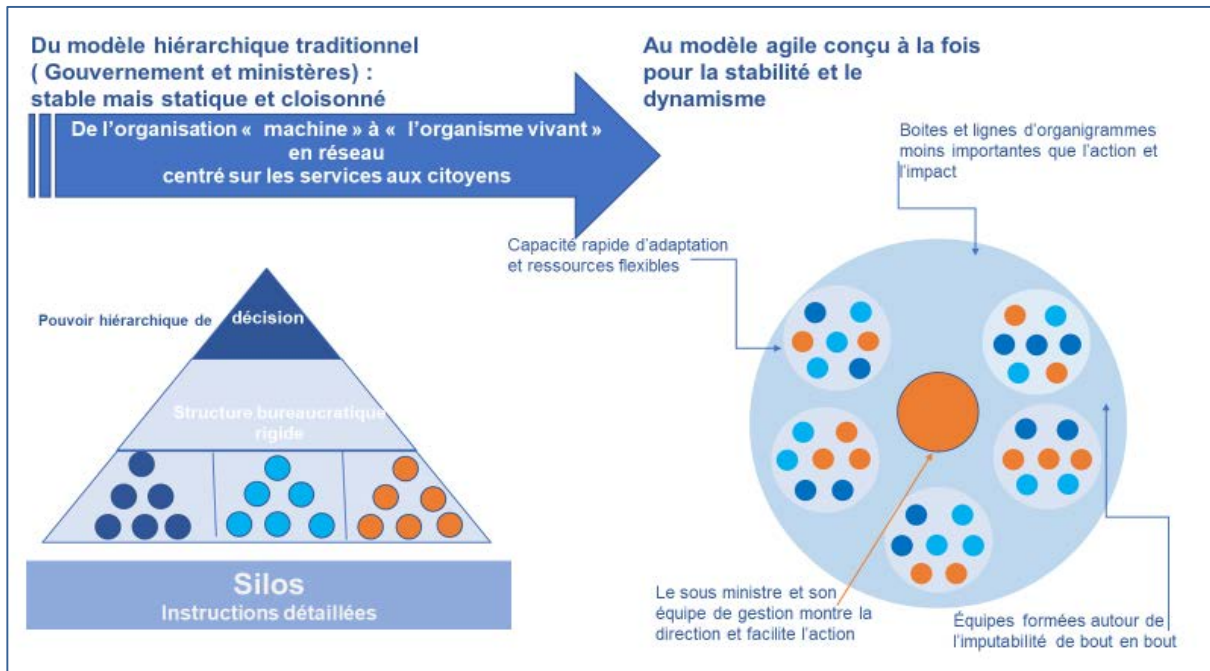 Du modèle hiérarchique traditionnel
( Gouvernement et ministères) :
stable mais statique et cloisonné
De l'organisation « machine » à « l'organisme vivant »
en réseau
centré sur les services aux citoyens
Au modèle agile conçu à la fois
pour la stabilité et le
dynamisme
Boites et lignes d'organigrammes
moins importantes que l'action et
l'impact
Capacité rapide d'adaptation
et ressources flexibles
Pouvoir hiérarchique de décision
Structure bureaucratique
rigide
Silos
Instructions détaillées
Le sous ministre et son
équipe de gestion montre la
direction et facilite l'action
Équipes formées autour de
l'imputabilité de bout en bout